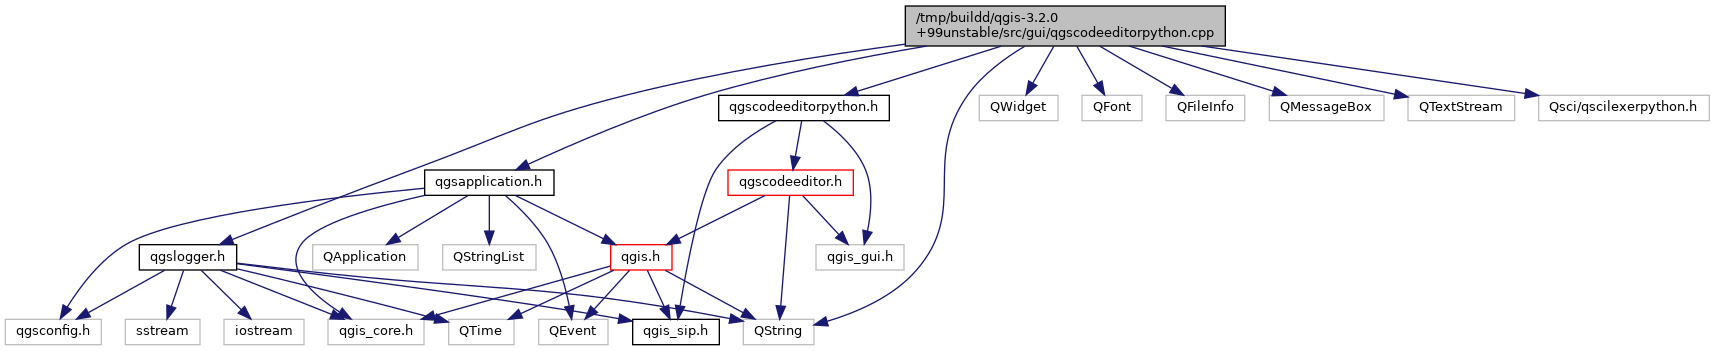 /tmp/buildd/qgis-3.2.0
+99unstable/src/gui/qgscodeeditorpython.cpp
qgscodeeditorpython.h
QWidget
QFont
QFileInfo
QMessageBox
QTextStream
Qsci/qscilexerpython.h
qgsapplication.h
qgscodeeditor.h
qgslogger.h
QApplication
QStringList
qgis.h
qgis_gui.h
qgsconfig.h
sstream
iostream
qgis_core.h
QTime
QEvent
qgis_sip.h
QString